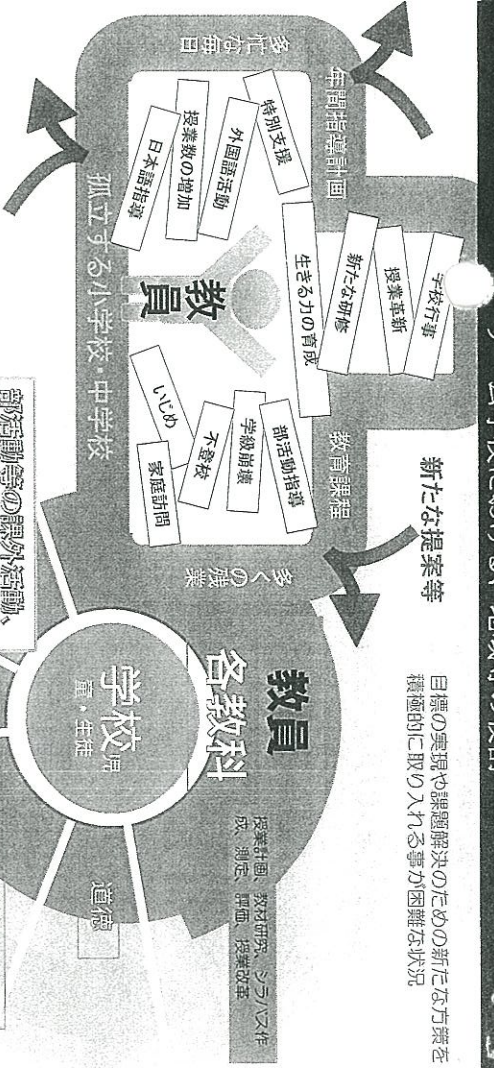 新たな提案等
目標の実現や課題解決のための新たな方策を
積極的に取り入れる事が困難な状況
学校行事
授業革新
新たな研修
生きる力の育成
年間指導計画
教育課程
多忙な毎日
特別支援
外国語活動
授業数の増加
日本語指導
教員
部活動指導
学級崩壊
不登校
いじめ
家庭訪問
多くの残業
孤立する小学校・中学校
教員
各教科
授業計画、教材研究、シラバス作
成、測定、評価、授業改革
学校
児
童・生徒
道徳
部活動等の課外活動、